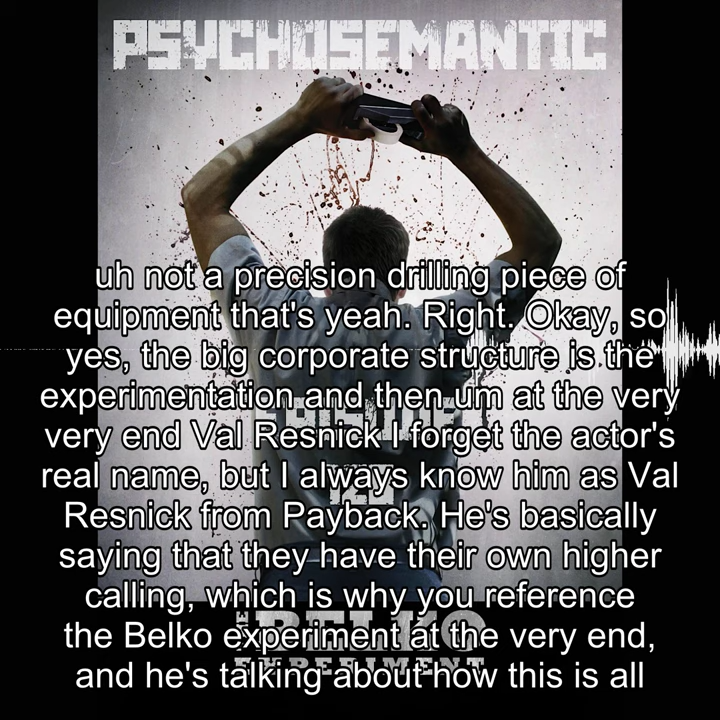 PSYCHOSEMANTIC
uh not a precision drilling piece of
equipment that's yeah. Right. Okay, so
yes, the big corporate structure is the
experimentation and then um at the very
very end Val Resnick I forget the actor's
real name, but I always know him as Val
Resnick from Payback. He's basically
saying that they have their own higher
calling, which is why you reference
the Belko experiment at the very end,
and he's talking about how this is all
THE BELKO
EXPERIMENT